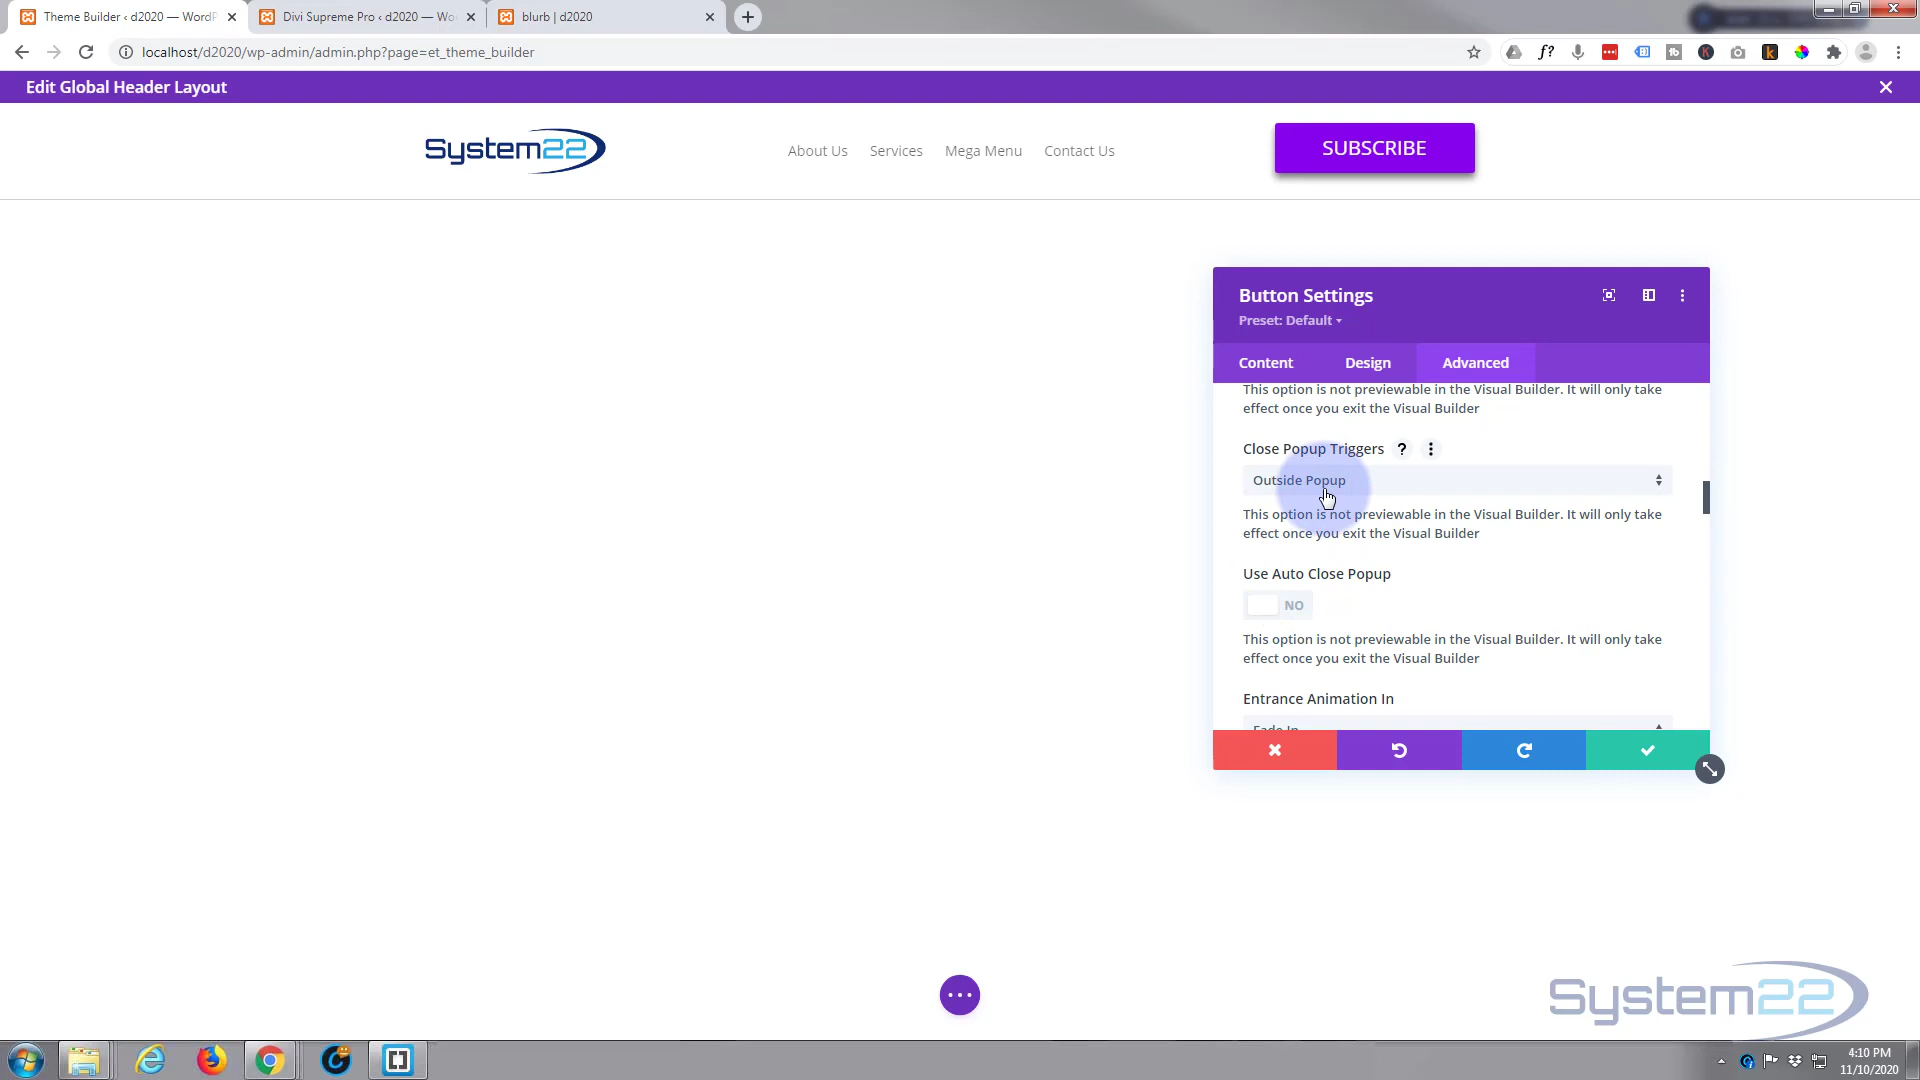 Theme Builder ‹ d2020 — WordP
Divi Supreme Pro ‹ d2020 — Wo
blurb | d2020
localhost/d2020/wp-admin/admin.php?page=et_theme_builder
Edit Global Header Layout
System22
About Us
Services
Mega Menu
Contact Us
SUBSCRIBE
Button Settings
Preset: Default
Content
Design
Advanced
This option is not previewable in the Visual Builder. It will only take
effect once you exit the Visual Builder
Close Popup Triggers
Outside Popup
This option is not previewable in the Visual Builder. It will only take
effect once you exit the Visual Builder
Use Auto Close Popup
NO
This option is not previewable in the Visual Builder. It will only take
effect once you exit the Visual Builder
Entrance Animation In
Fade In
System22
4:10 PM
11/10/2020